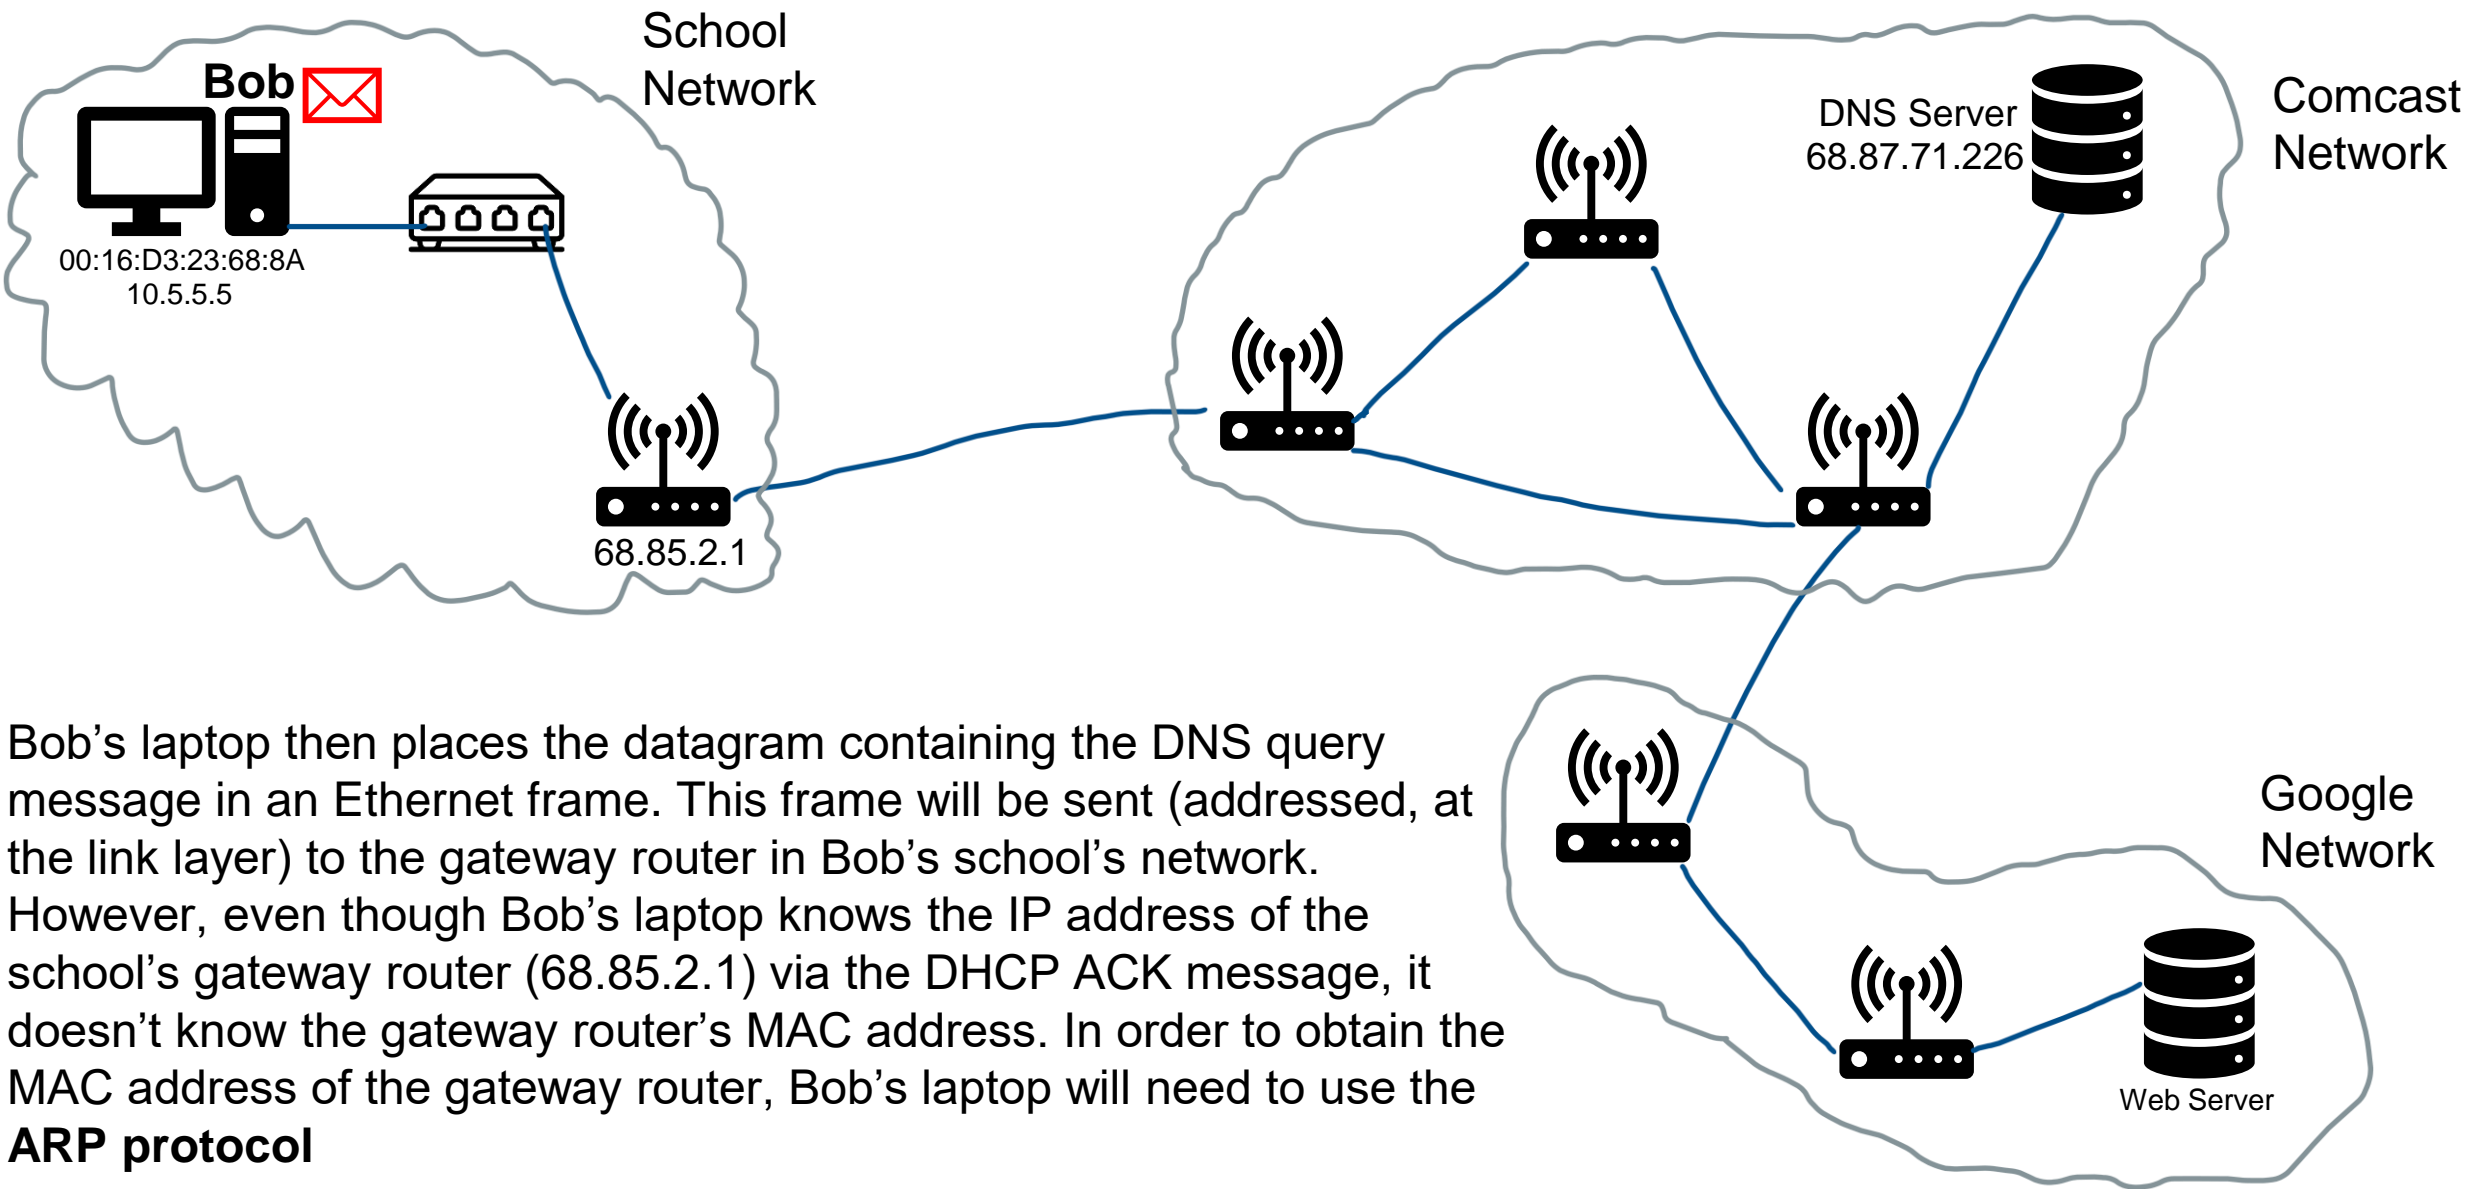 School
Network
Bob
00:16:D3:23:68:8A
10.5.5.5
68.85.2.1
DNS Server
68.87.71.226
Comcast
Network
Bob’s laptop then places the datagram containing the DNS query
message in an Ethernet frame. This frame will be sent (addressed, at
the link layer) to the gateway router in Bob’s school’s network.
However, even though Bob’s laptop knows the IP address of the
school’s gateway router (68.85.2.1) via the DHCP ACK message, it
doesn’t know the gateway router’s MAC address. In order to obtain the
MAC address of the gateway router, Bob’s laptop will need to use the
ARP protocol
Google
Network
Web Server